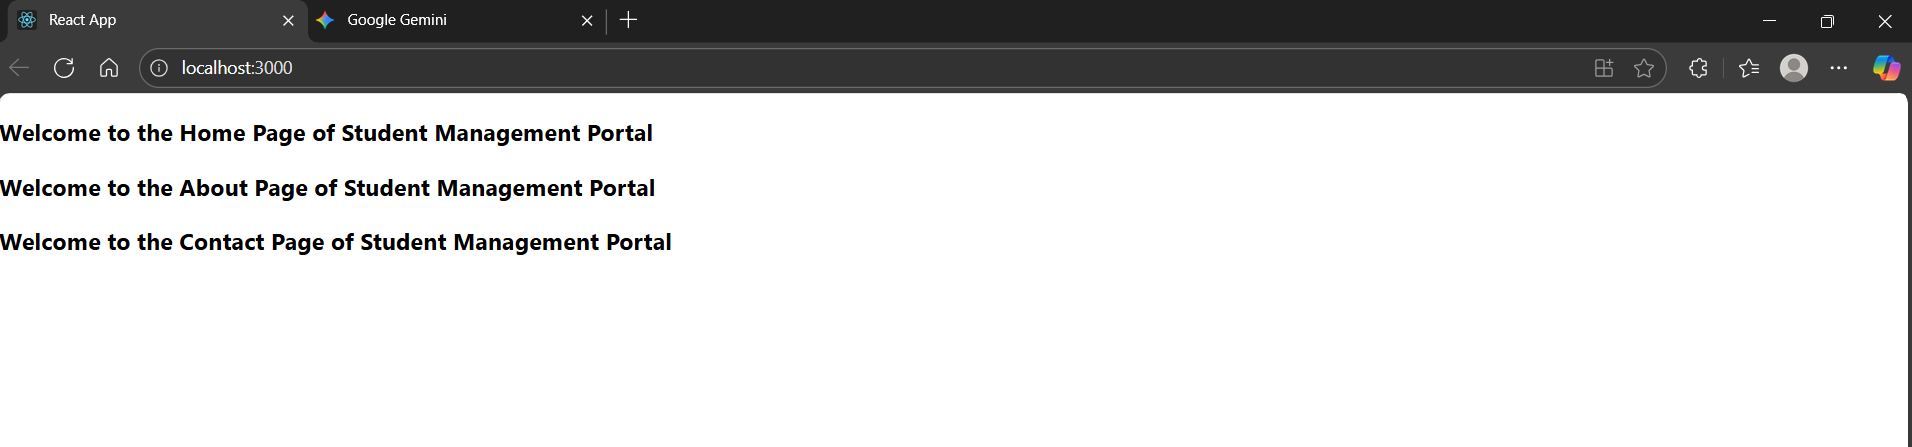 React App
Google Gemini
localhost:3000
Welcome to the Home Page of Student Management Portal
Welcome to the About Page of Student Management Portal
Welcome to the Contact Page of Student Management Portal